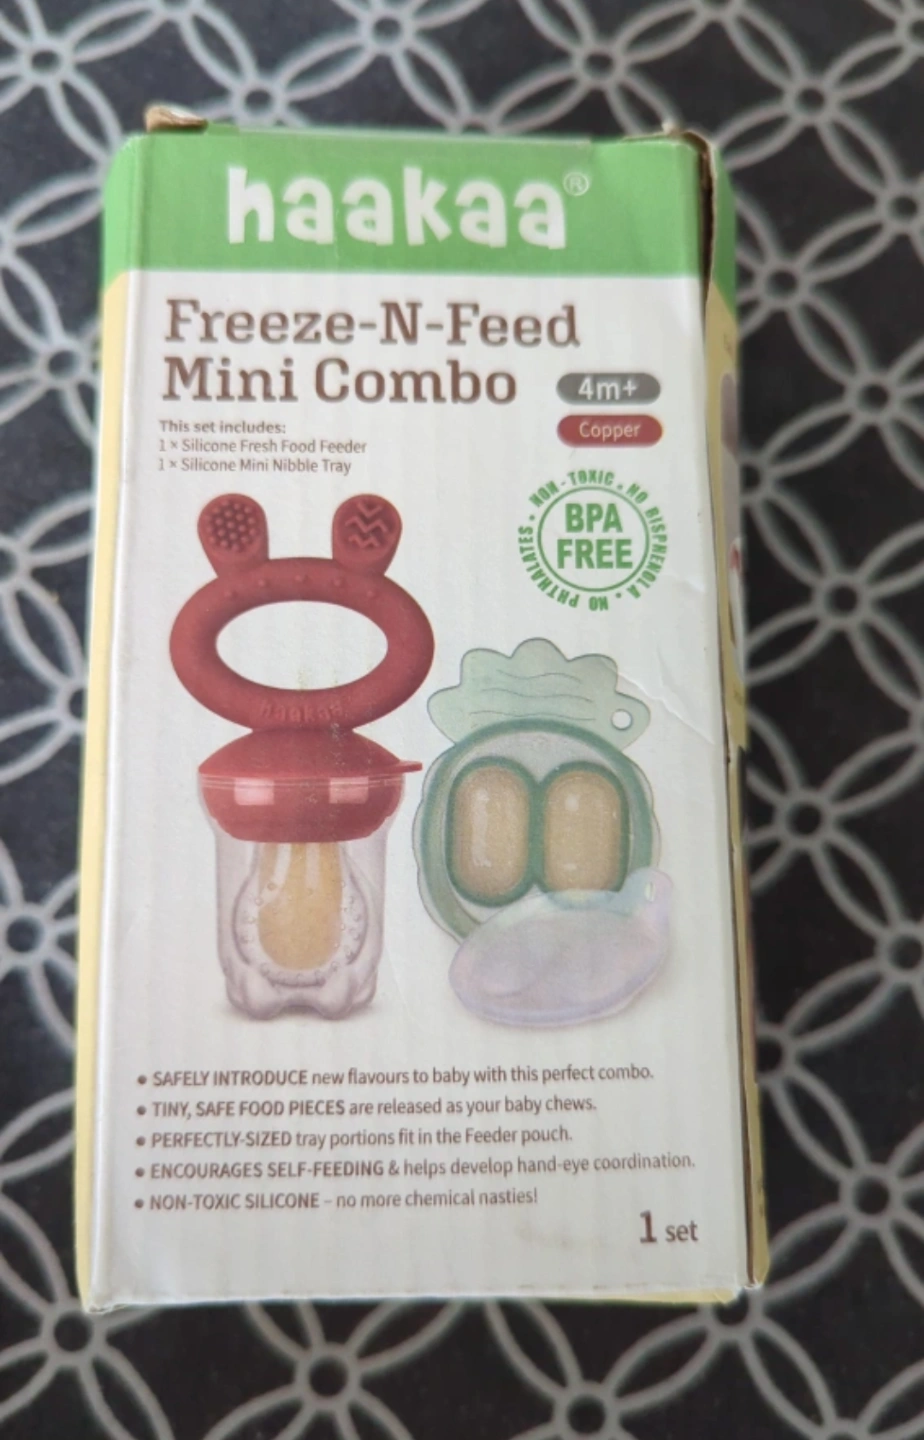 haakaa®
Freeze-N-Feed
Mini Combo
4m+
Copper
This set includes:
1 × Silicone Fresh Food Feeder
1 × Silicone Mini Nibble Tray
NON-TOXIC • NO BISPHENOL A • NO PHTHALATES •
BPA
FREE
haakaa
• SAFELY INTRODUCE new flavours to baby with this perfect combo.
• TINY, SAFE FOOD PIECES are released as your baby chews.
• PERFECTLY-SIZED tray portions fit in the Feeder pouch.
• ENCOURAGES SELF-FEEDING & helps develop hand-eye coordination.
• NON-TOXIC SILICONE – no more chemical nasties!
1 set